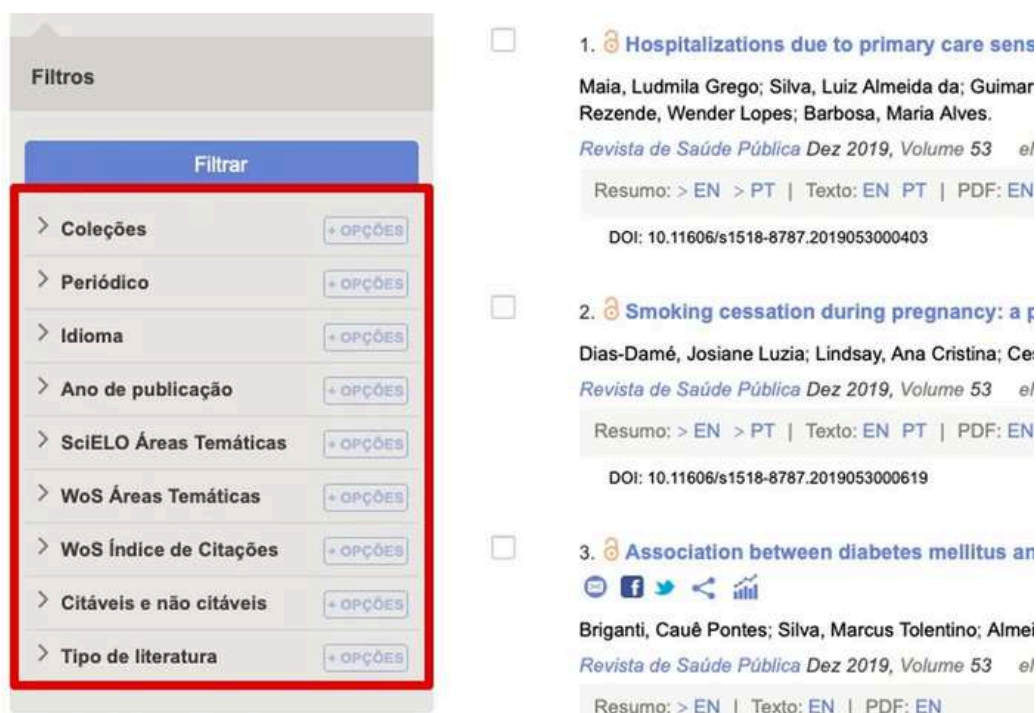 Filtros
Filtrar
Coleções + OPÇÕES
Periódico + OPÇÕES
Idioma + OPÇÕES
Ano de publicação + OPÇÕES
SciELO Áreas Temáticas + OPÇÕES
WoS Áreas Temáticas + OPÇÕES
WoS Índice de Citações + OPÇÕES
Citáveis e não citáveis + OPÇÕES
Tipo de literatura + OPÇÕES
1. Hospitalizations due to primary care sens
Maia, Ludmila Grego; Silva, Luiz Almeida da; Guimar
Rezende, Wender Lopes; Barbosa, Maria Alves.
Revista de Saúde Pública Dez 2019, Volume 53 el
Resumo: > EN > PT | Texto: EN PT | PDF: EN
DOI: 10.11606/s1518-8787.2019053000403
2. Smoking cessation during pregnancy: a p
Dias-Damé, Josiane Luzia; Lindsay, Ana Cristina; Ces
Revista de Saúde Pública Dez 2019, Volume 53 el
Resumo: > EN > PT | Texto: EN PT | PDF: EN
DOI: 10.11606/s1518-8787.2019053000619
3. Association between diabetes mellitus an
Briganti, Cauê Pontes; Silva, Marcus Tolentino; Almei
Revista de Saúde Pública Dez 2019, Volume 53 el
Resumo: > EN | Texto: EN | PDF: EN